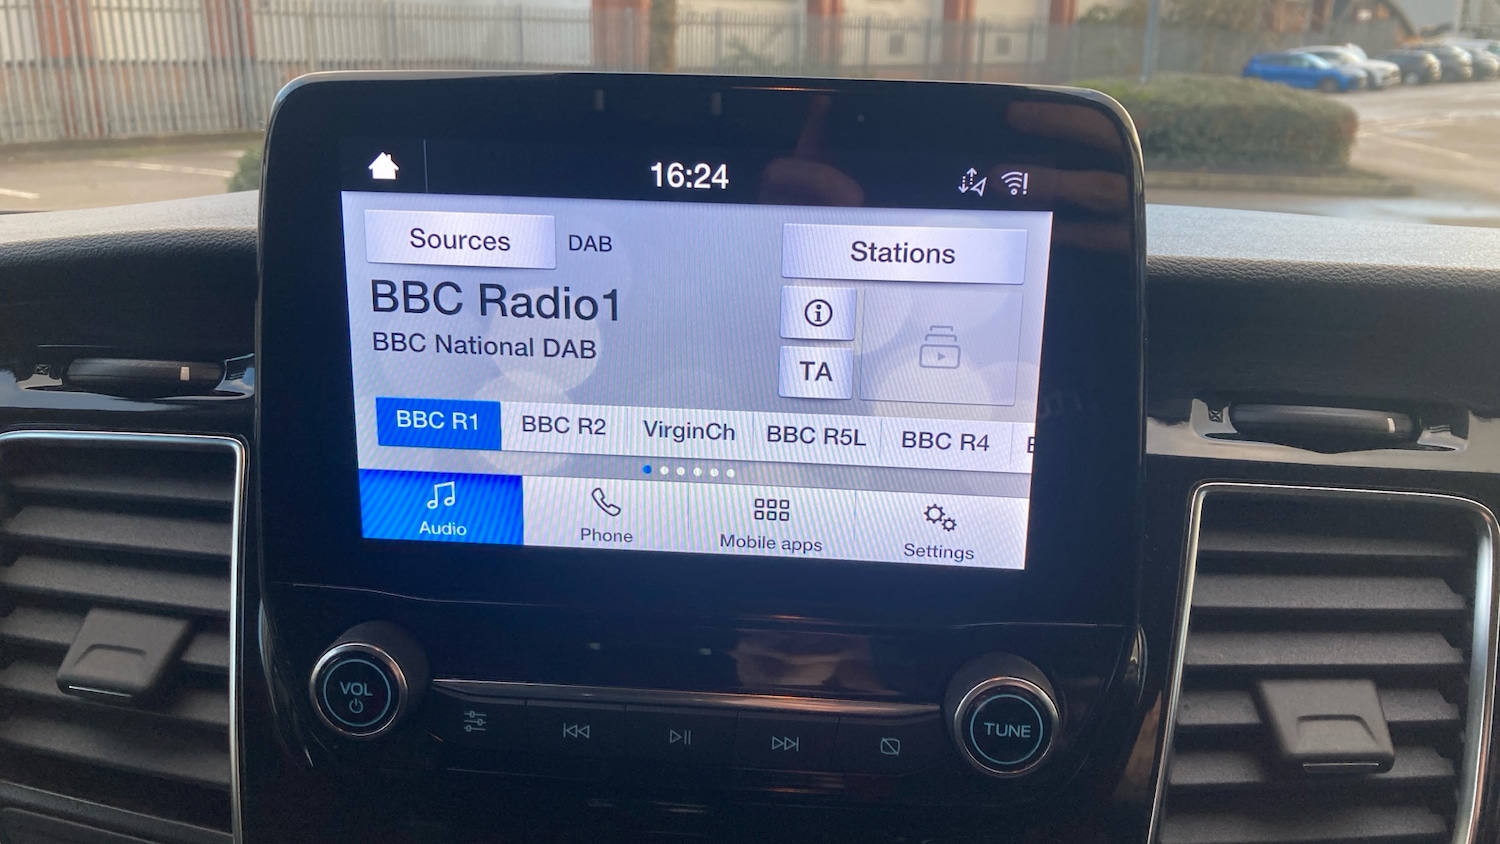 16:24
Sources DAB Stations
BBC Radio1
BBC National DAB
TA
BBC R1 BBC R2 VirginCh BBC R5L BBC R4
Audio Phone Mobile apps Settings
VOL
TUNE